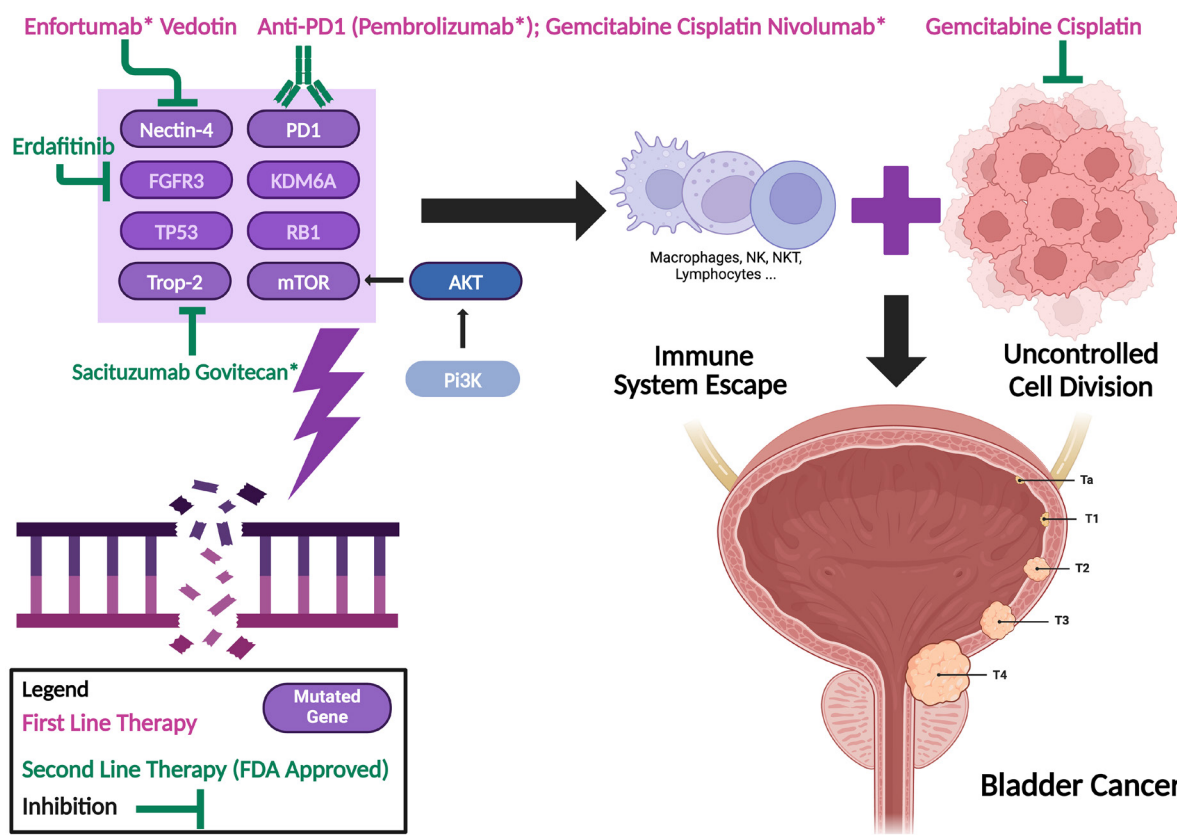 Enfortumab* Vedotin
Anti-PD1 (Pembrolizumab*); Gemcitabine Cisplatin Nivolumab*
Gemcitabine Cisplatin
Nectin-4
PD1
Erdafitinib
FGFR3
KDM6A
TP53
RB1
Trop-2
mTOR
AKT
Macrophages, NK, NKT,
Lymphocytes ...
Sacituzumab Govitecan*
Pi3K
Immune
System Escape
Uncontrolled
Cell Division
Ta
T1
T2
T3
T4
Legend
Mutated
Gene
First Line Therapy
Second Line Therapy (FDA Approved)
Inhibition
Bladder Cancer